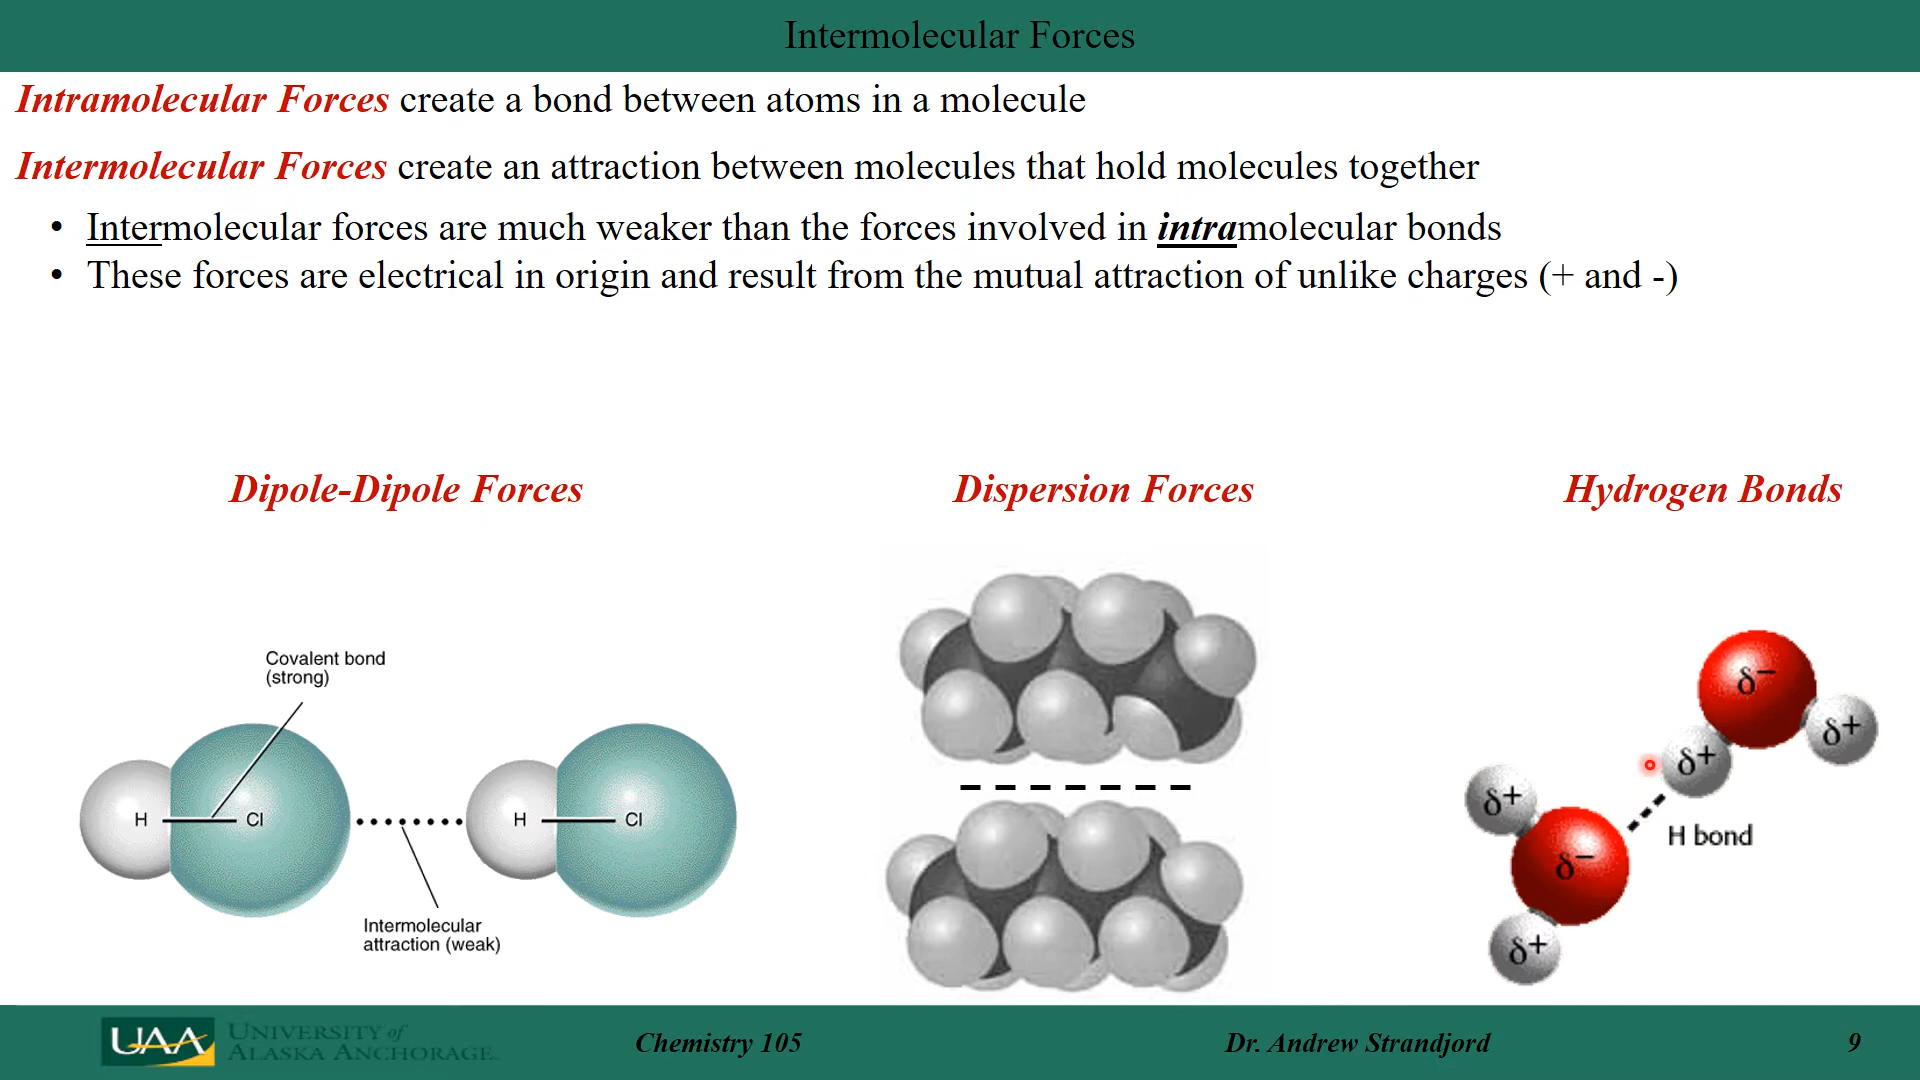 Intermolecular Forces
Intramolecular Forces create a bond between atoms in a molecule
Intermolecular Forces create an attraction between molecules that hold molecules together
• Intermolecular forces are much weaker than the forces involved in intramolecular bonds
• These forces are electrical in origin and result from the mutual attraction of unlike charges (+ and -)
Dipole-Dipole Forces
Dispersion Forces
Hydrogen Bonds
Covalent bond
(strong)
H
Cl
H
Cl
Intermolecular
attraction (weak)
δ−
δ+
δ+
δ+
δ−
δ+
H bond
UAA
UNIVERSITY of
ALASKA ANCHORAGE
Chemistry 105
Dr. Andrew Strandjord
9